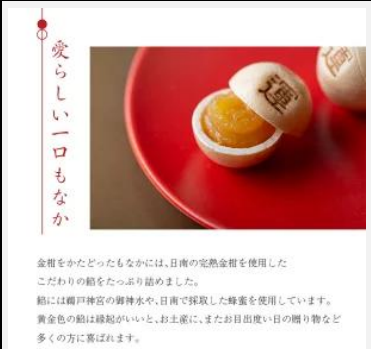 愛らしい一口もなか
運
金柑をかたどったもなかには、日南の完熟金柑を使用した
こだわりの餡をたっぷり詰めました。
餡には鵜戸神宮の御神水や、日南で採取した蜂蜜を使用しています。
黄金色の餡は縁起がいいと、お土産に、またお目出度い日の贈り物など
多くの方に喜ばれます。